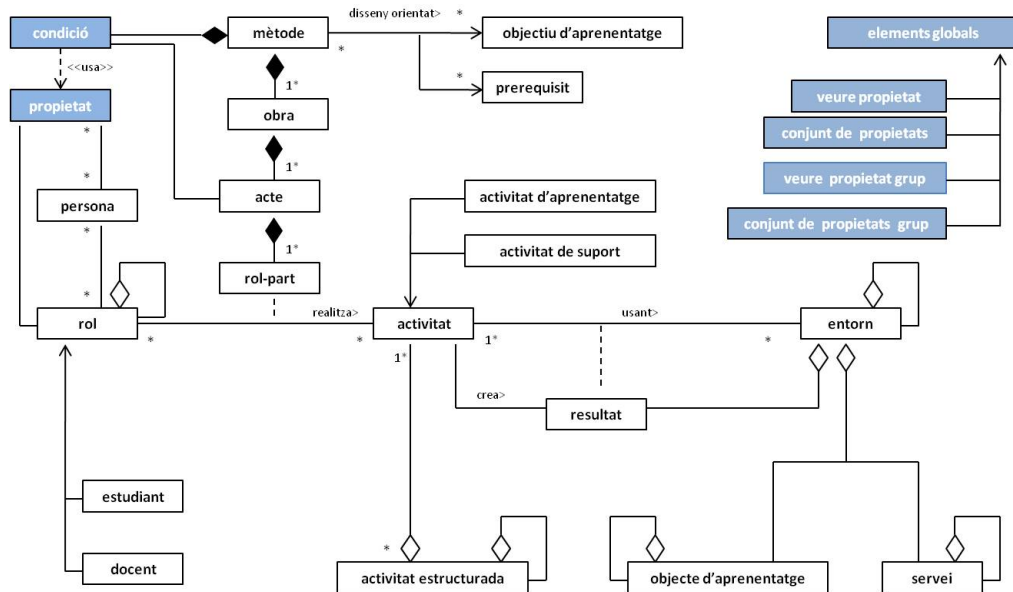 disseny orientat>
*
condició
mètode
objectiu d'aprenentatge
elements globals
*
<<usa>>
*
prerequisit
1*
veure propietat
propietat
obra
*
conjunt de propietats
1*
*
veure propietat grup
persona
acte
activitat d'aprenentatge
*
conjunt de propietats grup
1*
activitat de suport
rol-part
*
realitza>
usant>
rol
activitat
entorn
*
*
1*
*
1*
crea>
resultat
estudiant
*
docent
activitat estructurada
objecte d'aprenentatge
servei